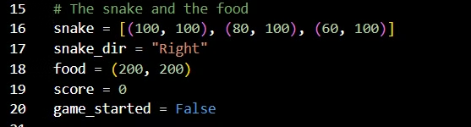 15 # The snake and the food
16 snake = [(100, 100), (80, 100), (60, 100)]
17 snake_dir = "Right"
18 food = (200, 200)
19 score = 0
20 game_started = False